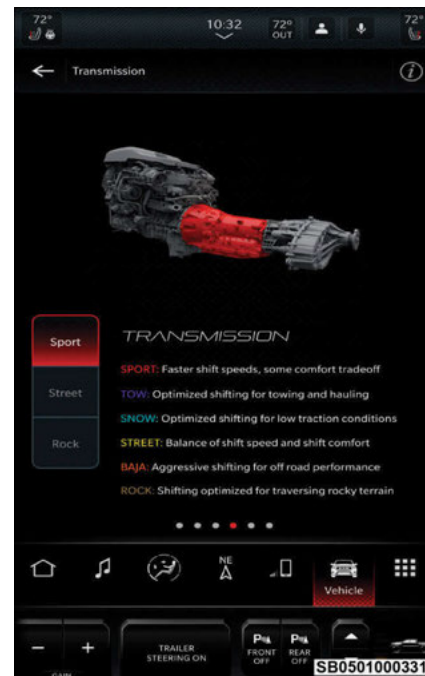 72°
10:32
72°
OUT
72°
Transmission
i
Sport
Street
Rock
TRANSMISSION
SPORT: Faster shift speeds, some comfort tradeoff
TOW: Optimized shifting for towing and hauling
SNOW: Optimized shifting for low traction conditions
STREET: Balance of shift speed and shift comfort
BAJA: Aggressive shifting for off road performance
ROCK: Shifting optimized for traversing rocky terrain
NE
A
Vehicle
- +
TRAILER
STEERING ON
P
FRONT
OFF
P
REAR
OFF
SB0501000331